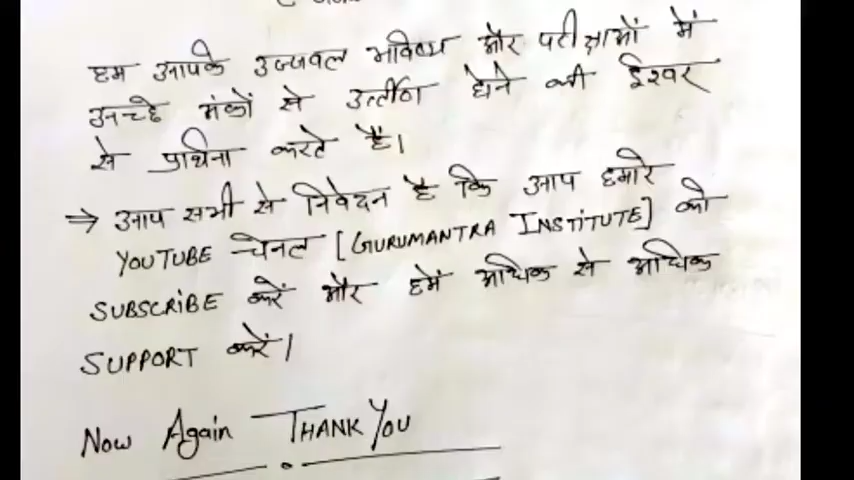 हम आपके उज्जवल भविष्य और परीक्षाओं में
अच्छे अंकों से उत्तीर्ण होने की ईश्वर
से प्रार्थना करते हैं।
⇒ आप सभी से निवेदन है कि आप हमारे
YOUTUBE चैनल [GURUMANTRA INSTITUTE] को
SUBSCRIBE करें और हमें अधिक से अधिक
SUPPORT करें।
Now Again THANK YOU